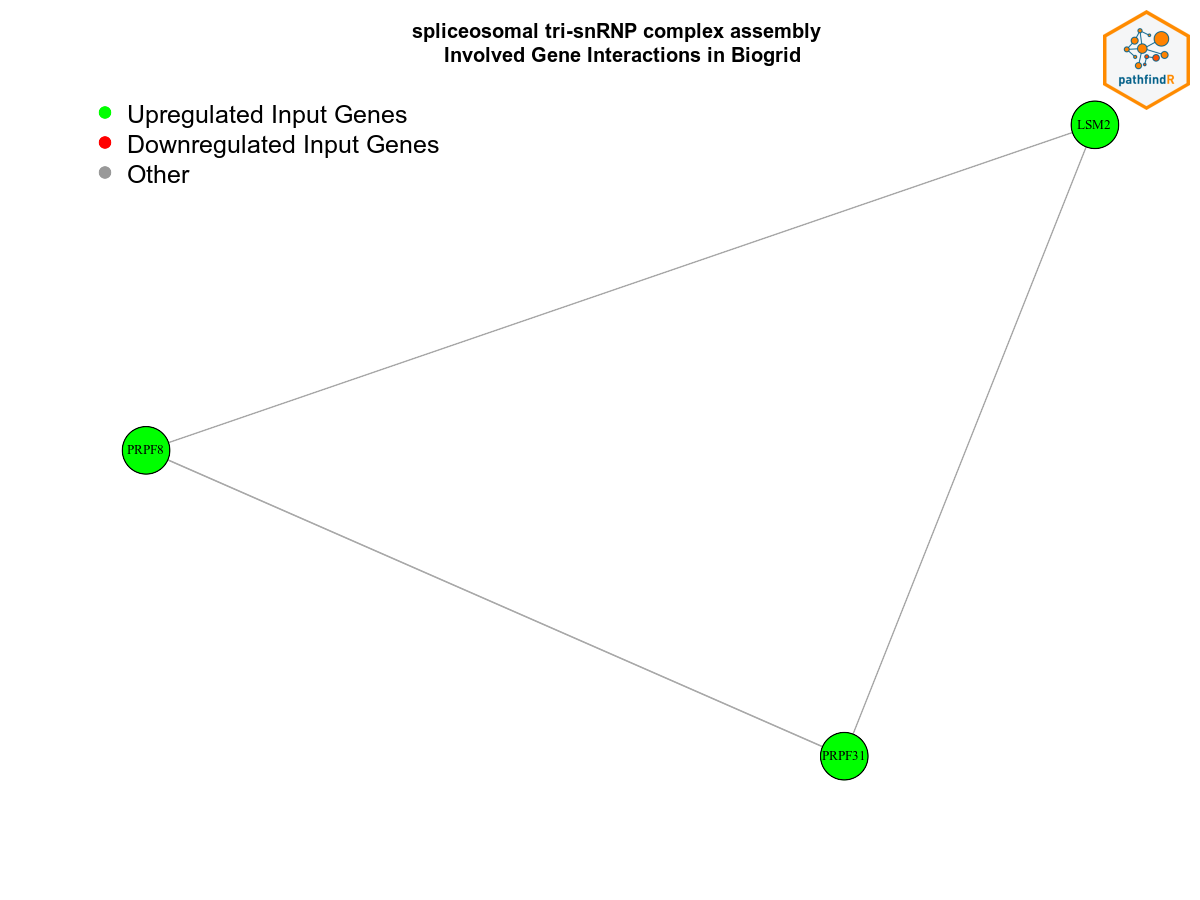 spliceosomal tri-snRNP complex assembly
Involved Gene Interactions in Biogrid
pathfindR
Upregulated Input Genes
Downregulated Input Genes
Other
LSM2
PRPF8
PRPF31